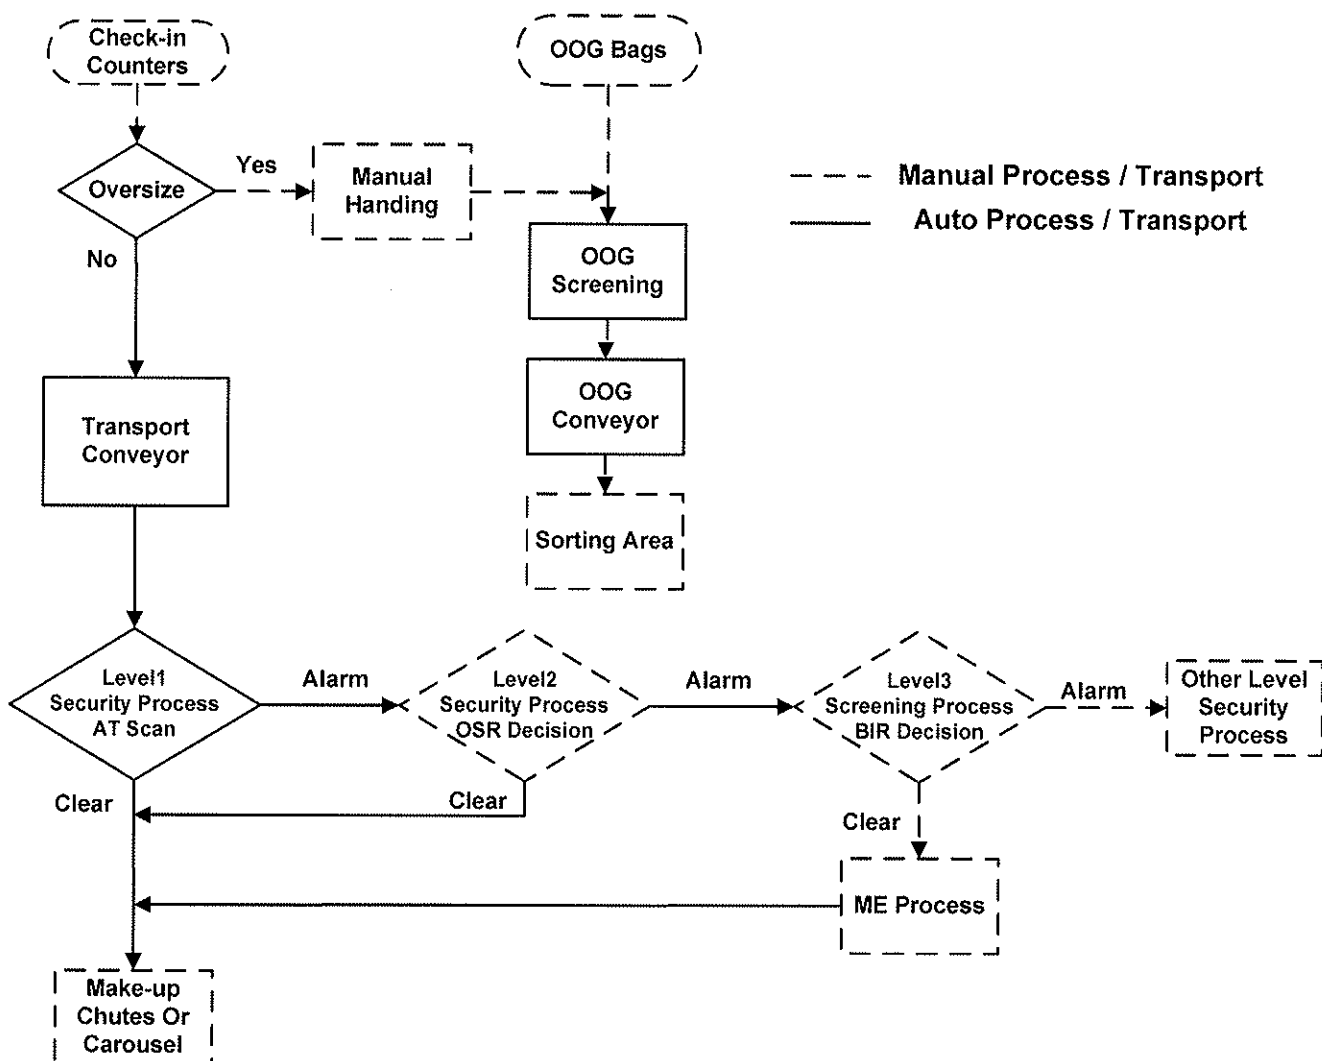 Check-in
Counters
OOG Bags
Oversize
Yes
Manual
Handing
Manual Process / Transport
Auto Process / Transport
No
OOG
Screening
OOG
Conveyor
Transport
Conveyor
Sorting Area
Level1
Security Process
AT Scan
Alarm
Level2
Security Process
OSR Decision
Alarm
Level3
Screening Process
BIR Decision
Alarm
Other Level
Security
Process
Clear
Clear
Clear
ME Process
Make-up
Chutes Or
Carousel